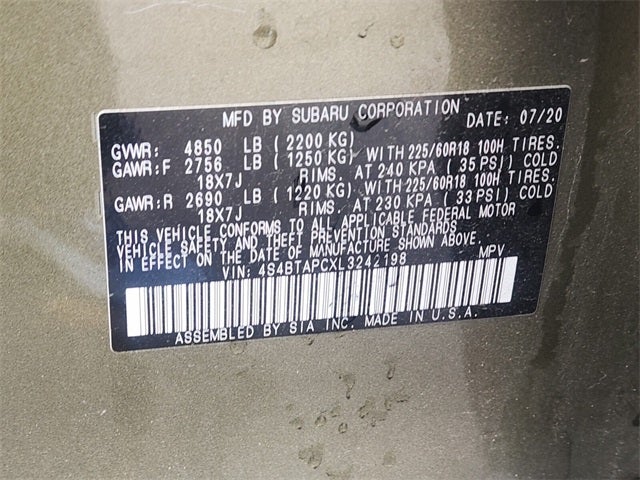 MFD BY SUBARU CORPORATION DATE: 07/20
GVWR: 4850 LB (2200 KG)
GAWR:F 2756 LB (1250 KG) WITH 225/60R18 100H TIRES.
18X7J RIMS. AT 240 KPA (35 PSI) COLD
GAWR:R 2690 LB (1220 KG) WITH 225/60R18 100H TIRES.
18X7J RIMS. AT 230 KPA (33 PSI) COLD
THIS VEHICLE CONFORMS TO ALL APPLICABLE FEDERAL MOTOR
VEHICLE SAFETY AND THEFT PREVENTION STANDARDS
IN EFFECT ON THE DATE OF MANUFACTURE SHOWN ABOVE.
VIN: 4S4BTAPCXL3242198 MPV
ASSEMBLED BY SIA INC. MADE IN U.S.A.